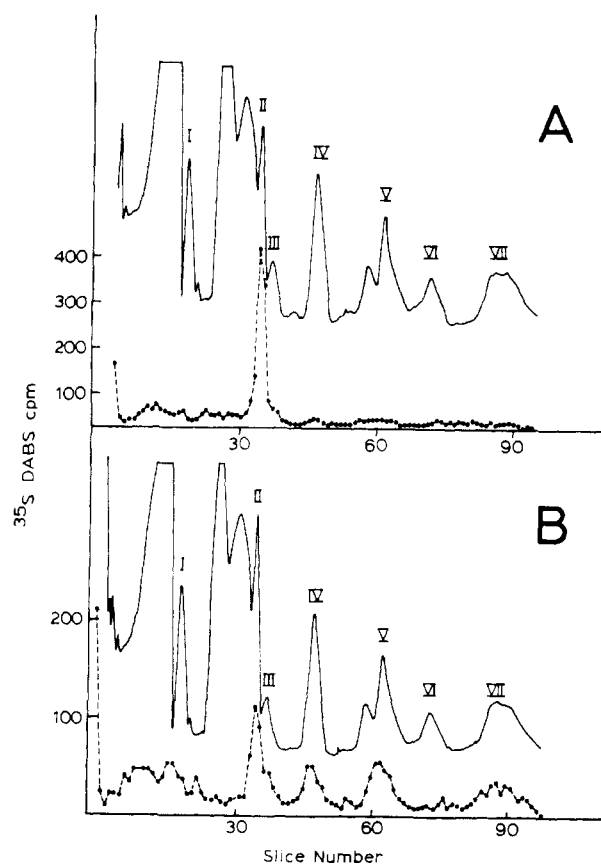 A
I
II
III
IV
V
VI
VII
400
300
200
100
30
60
90
³⁵S DABS cpm
B
I
II
III
IV
V
VI
VII
200
100
30
60
90
Slice Number